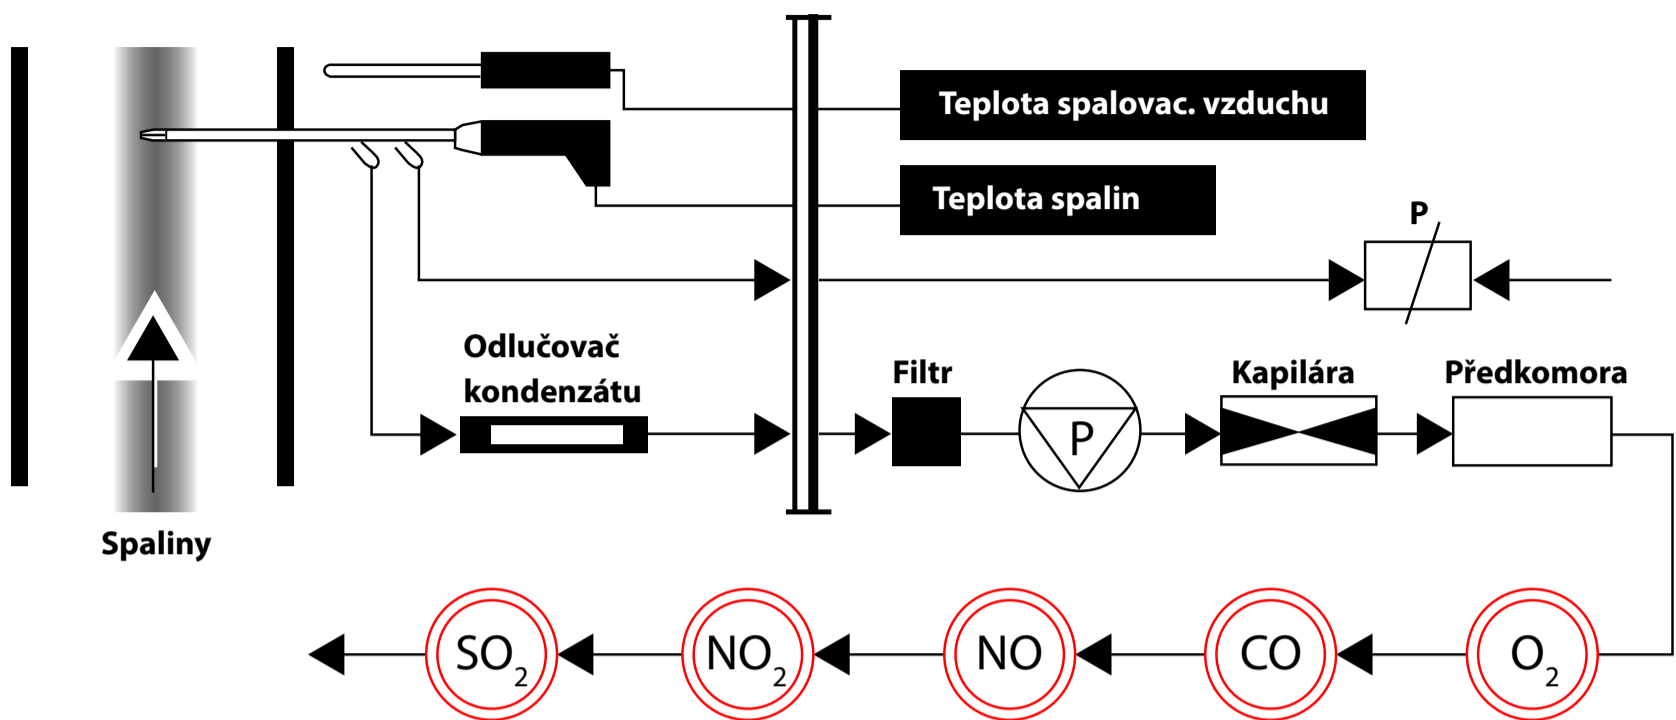 Teplota spalovac. vzduchu
Teplota spalin
P
Odlučovač
kondenzátu
Filtr
P
Kapilára
Předkomora
Spaliny
SO₂
NO₂
NO
CO
O₂